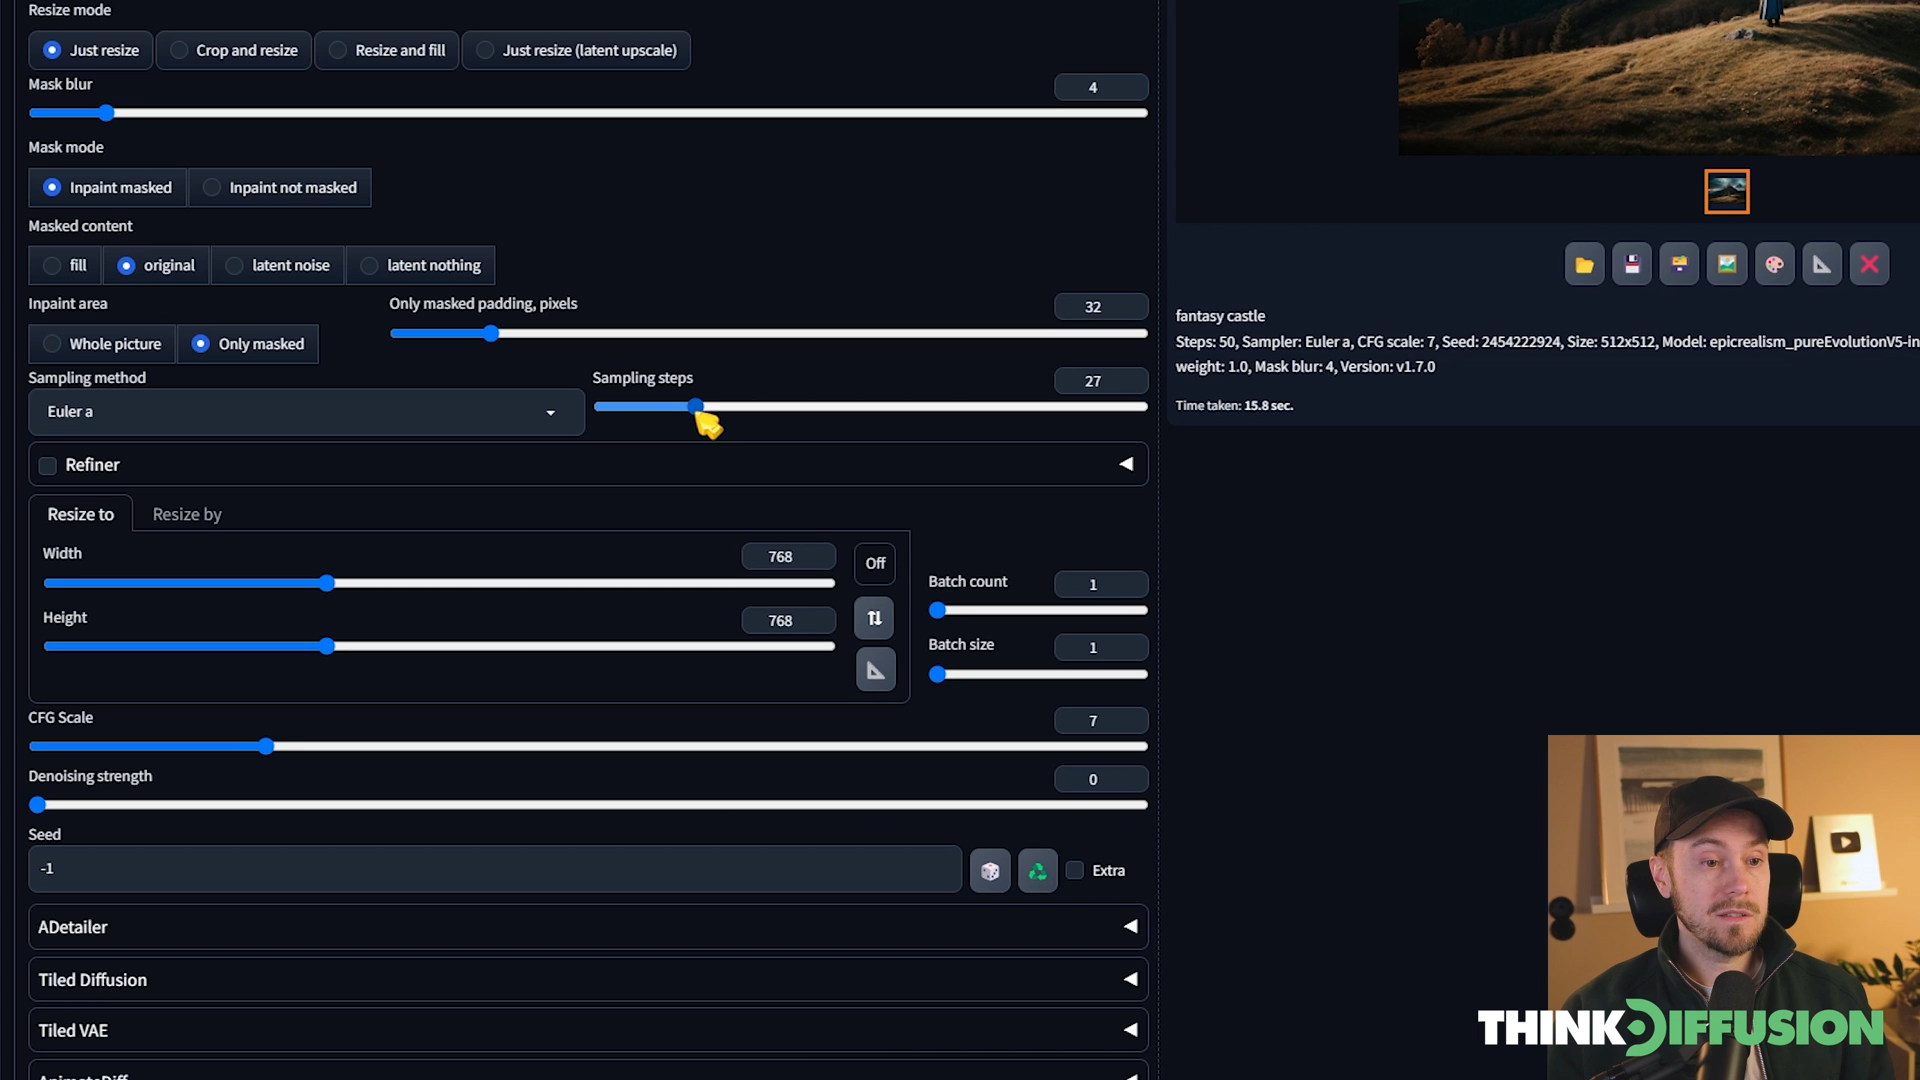 Resize mode
Just resize
Crop and resize
Resize and fill
Just resize (latent upscale)
Mask blur
4
Mask mode
Inpaint masked
Inpaint not masked
Masked content
fill
original
latent noise
latent nothing
Inpaint area
Only masked padding, pixels
32
Whole picture
Only masked
Sampling method
Sampling steps
27
Euler a
Refiner
Resize to
Resize by
Width
768
Off
Height
768
Batch count
1
Batch size
1
CFG Scale
7
Denoising strength
0
Seed
-1
Extra
ADetailer
Tiled Diffusion
Tiled VAE
AnimateDiff
fantasy castle
Steps: 50, Sampler: Euler a, CFG scale: 7, Seed: 2454222924, Size: 512x512, Model: epicrealism_pureEvolutionV5-in
weight: 1.0, Mask blur: 4, Version: v1.7.0
Time taken: 15.8 sec.
THINKDIFFUSION